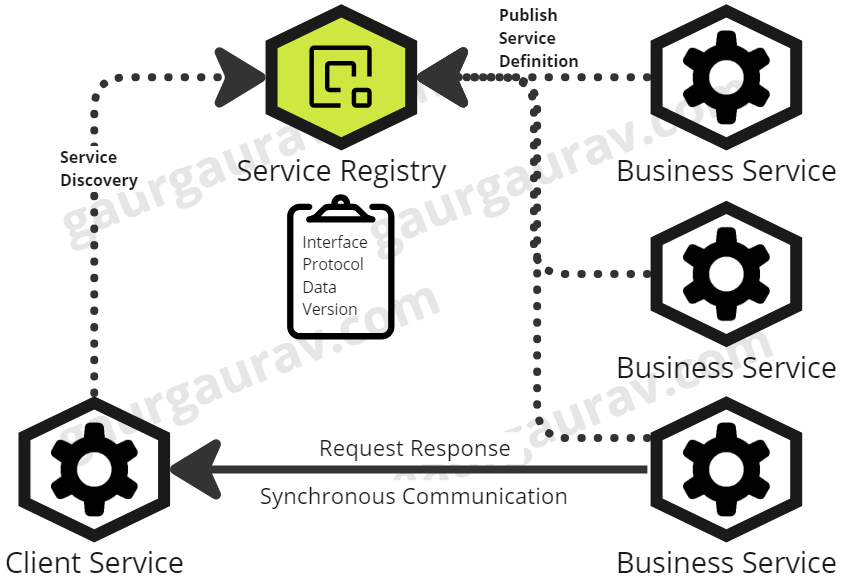 Publish
Service
Definition
Service
Discovery
Service Registry
Business Service
Interface
Protocol
Data
Version
Business Service
Request Response
Synchronous Communication
Client Service
Business Service
gaurgaurav.com
gaurgaurav.com
gaurgaurav.com
gaurgaurav.com